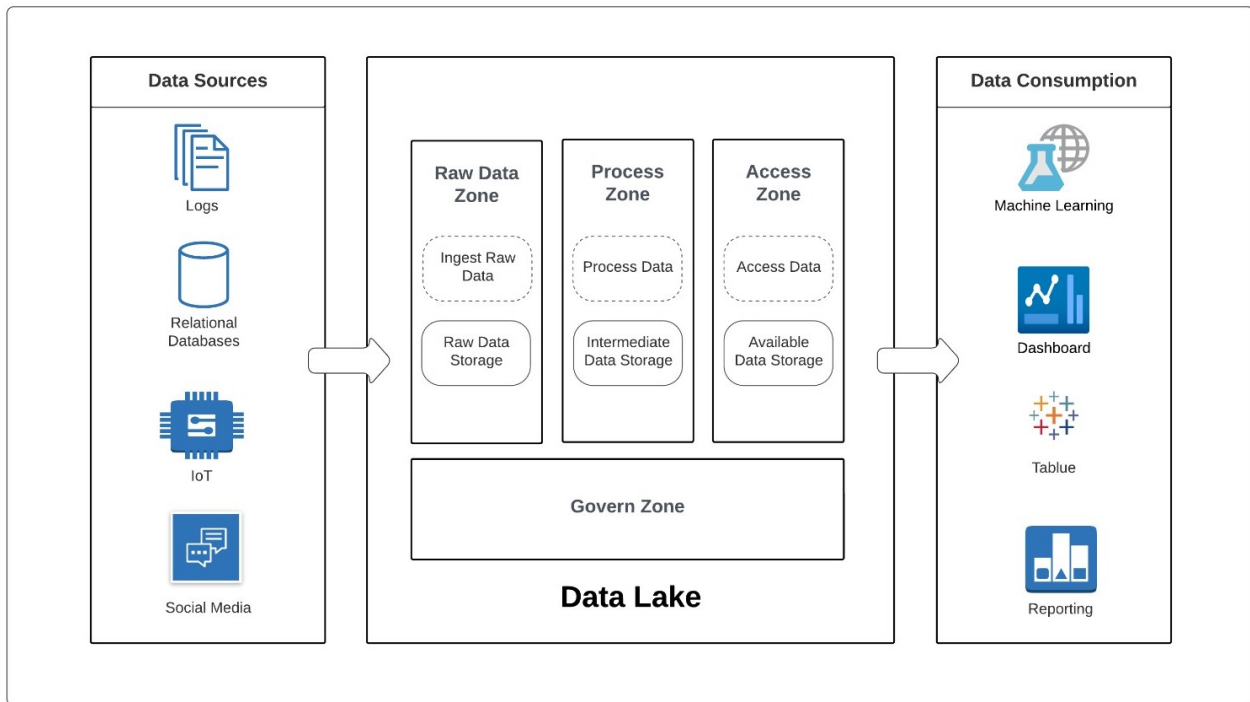 Data Sources
Logs
Relational
Databases
IoT
Social Media
Raw Data
Zone
Ingest Raw
Data
Raw Data
Storage
Process
Zone
Process Data
Intermediate
Data Storage
Access
Zone
Access Data
Available
Data Storage
Govern Zone
Data Lake
Data Consumption
Machine Learning
Dashboard
Tablue
Reporting